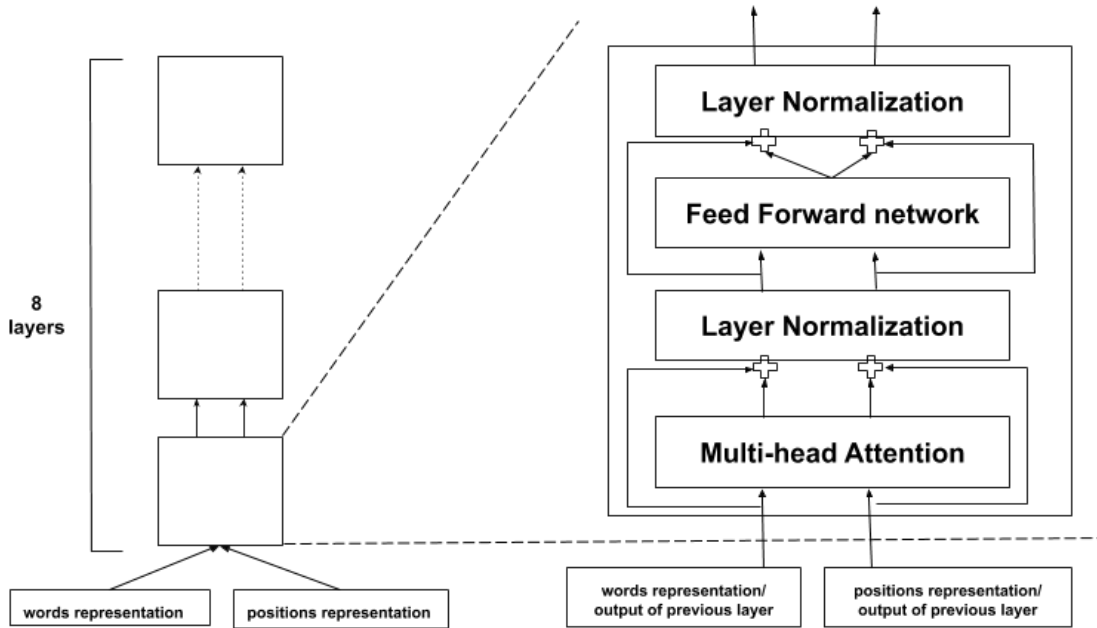 8
layers
words representation
positions representation
Layer Normalization
Feed Forward network
Layer Normalization
Multi-head Attention
words representation/
output of previous layer
positions representation/
output of previous layer